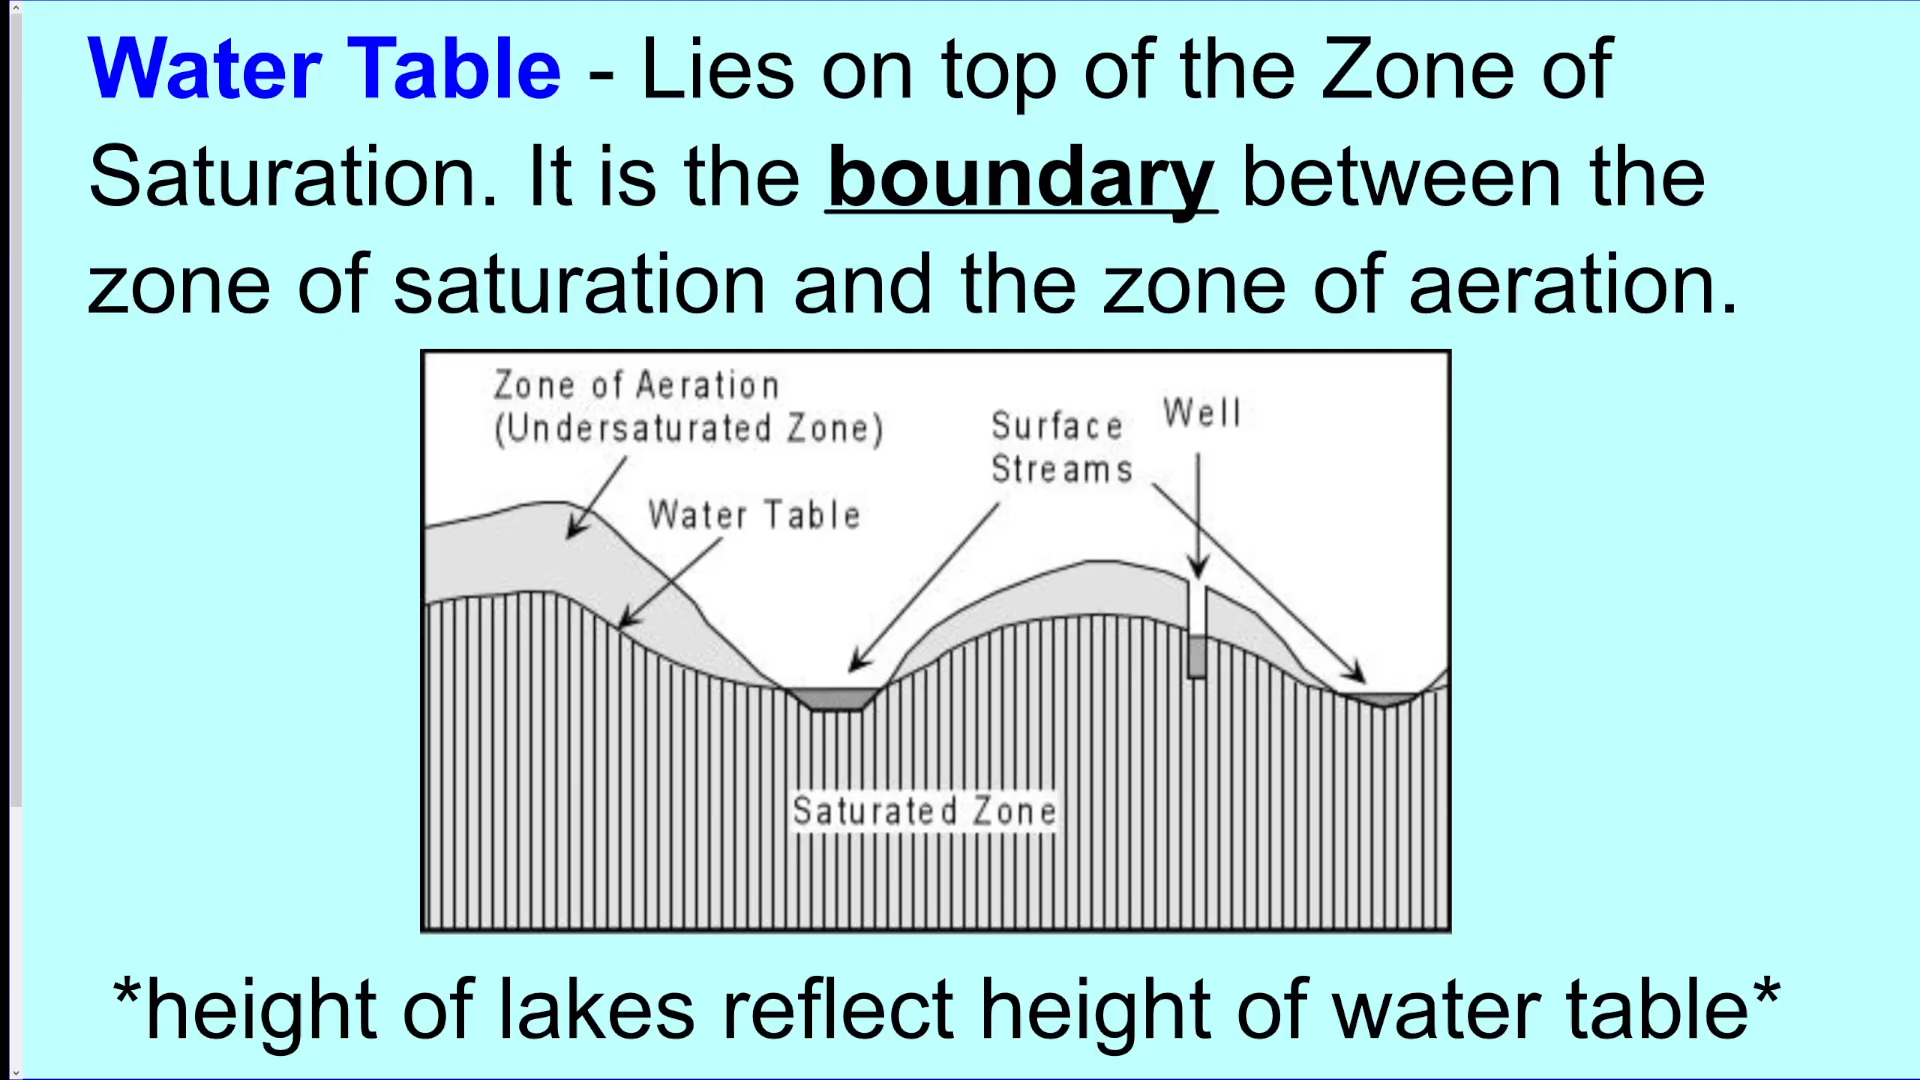 Water Table - Lies on top of the Zone of
Saturation. It is the boundary between the
zone of saturation and the zone of aeration.
Zone of Aeration
(Undersaturated Zone)
Water Table
Surface
Streams
Well
Saturated Zone
*height of lakes reflect height of water table*